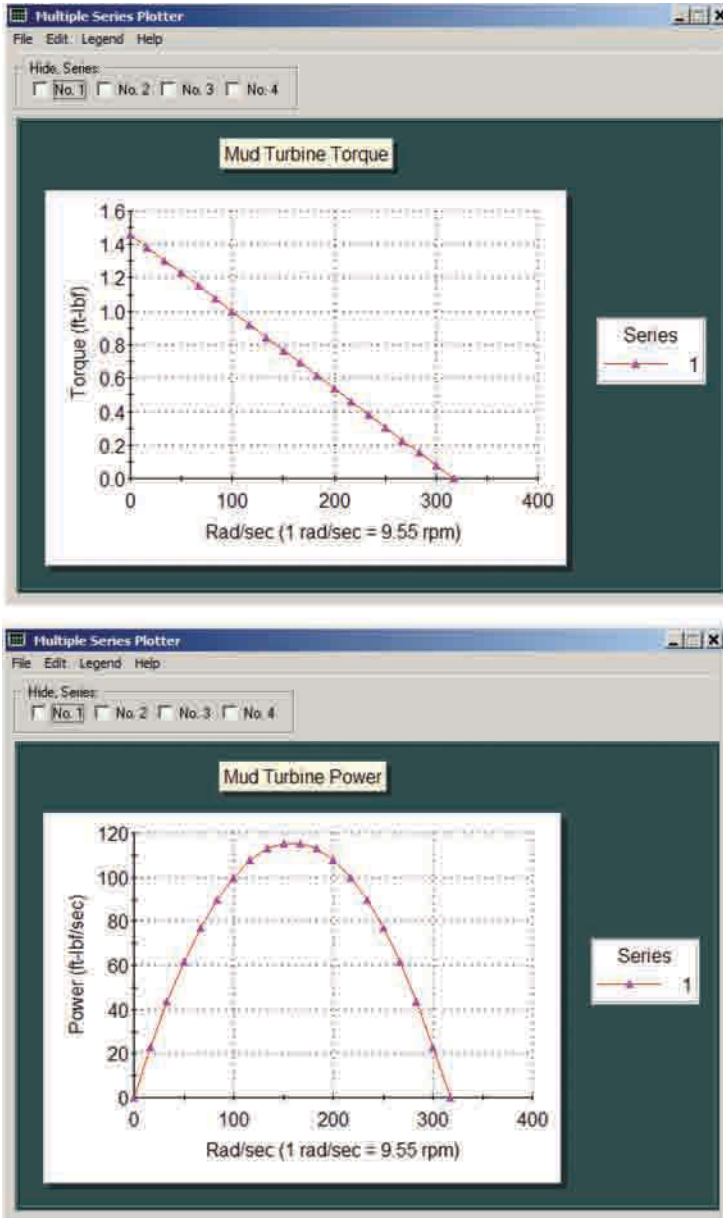 Multiple Series Plotter
File Edit Legend Help
Hide, Series:
No. 1 No. 2 No. 3 No. 4
Mud Turbine Torque
Torque (ft-lbf)
1.6
1.4
1.2
1.0
0.8
0.6
0.4
0.2
0.0
0 100 200 300 400
Rad/sec (1 rad/sec = 9.55 rpm)
Series
1
Multiple Series Plotter
File Edit Legend Help
Hide, Series:
No. 1 No. 2 No. 3 No. 4
Mud Turbine Power
Power (ft-lbf/sec)
120
100
80
60
40
20
0
0 100 200 300 400
Rad/sec (1 rad/sec = 9.55 rpm)
Series
1